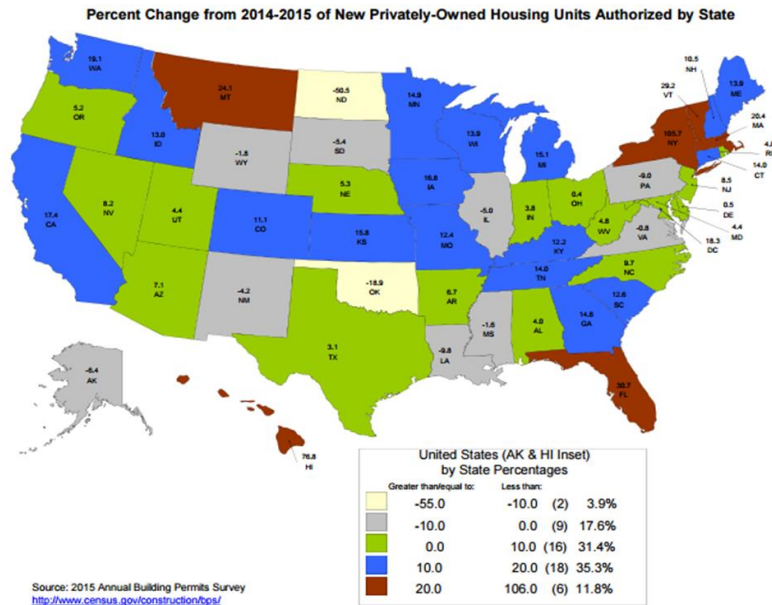 Percent Change from 2014-2015 of New Privately-Owned Housing Units Authorized by State
19.1
WA
5.2
OR
17.4
CA
8.2
NV
13.0
ID
24.1
MT
-1.8
WY
4.4
UT
7.1
AZ
11.1
CO
-4.2
NM
-50.5
ND
-5.4
SD
5.3
NE
15.8
KS
-18.9
OK
3.1
TX
14.9
MN
16.8
IA
12.4
MO
6.7
AR
-9.8
LA
13.9
WI
-5.0
IL
15.1
MI
3.8
IN
0.4
OH
12.2
KY
14.0
TN
-1.6
MS
4.0
AL
14.8
GA
30.7
FL
12.6
SC
9.7
NC
-0.8
VA
4.8
WV
-9.0
PA
105.7
NY
29.2
VT
10.5
NH
13.9
ME
20.4
MA
RI
14.0
CT
8.5
NJ
0.5
DE
4.4
MD
18.3
DC
-6.4
AK
76.8
HI
United States (AK & HI Inset)
by State Percentages
Greater than/equal to: Less than:
-55.0 -10.0 (2) 3.9%
-10.0 0.0 (9) 17.6%
0.0 10.0 (16) 31.4%
10.0 20.0 (18) 35.3%
20.0 106.0 (6) 11.8%
Source: 2015 Annual Building Permits Survey
http://www.census.gov/construction/bps/